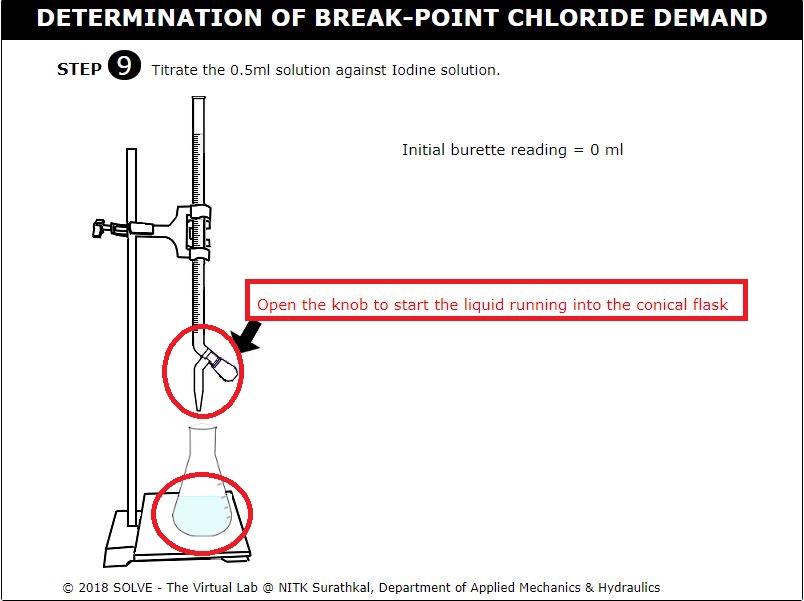 DETERMINATION OF BREAK-POINT CHLORIDE DEMAND
STEP 9 Titrate the 0.5ml solution against Iodine solution.
Initial burette reading = 0 ml
Open the knob to start the liquid running into the conical flask
© 2018 SOLVE - The Virtual Lab @ NITK Surathkal, Department of Applied Mechanics & Hydraulics